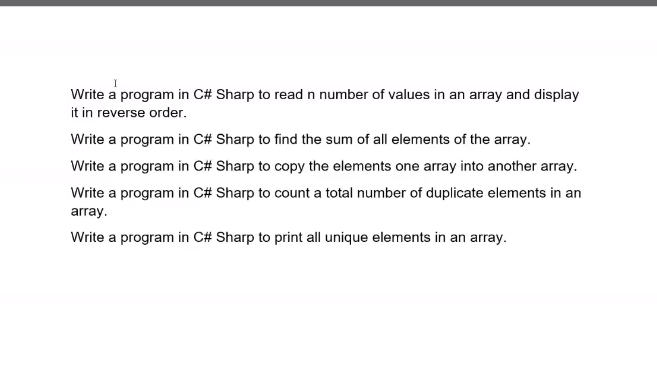 Write a program in C# Sharp to read n number of values in an array and display
it in reverse order.
Write a program in C# Sharp to find the sum of all elements of the array.
Write a program in C# Sharp to copy the elements one array into another array.
Write a program in C# Sharp to count a total number of duplicate elements in an
array.
Write a program in C# Sharp to print all unique elements in an array.